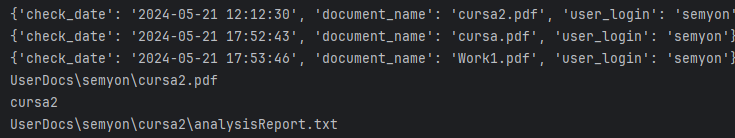 {'check_date': '2024-05-21 12:12:30', 'document_name': 'cursa2.pdf', 'user_login': 'semyon'
{'check_date': '2024-05-21 17:52:43', 'document_name': 'cursa.pdf', 'user_login': 'semyon'}
{'check_date': '2024-05-21 17:53:46', 'document_name': 'Work1.pdf', 'user_login': 'semyon'}
UserDocs\semyon\cursa2.pdf
cursa2
UserDocs\semyon\cursa2\analysisReport.txt